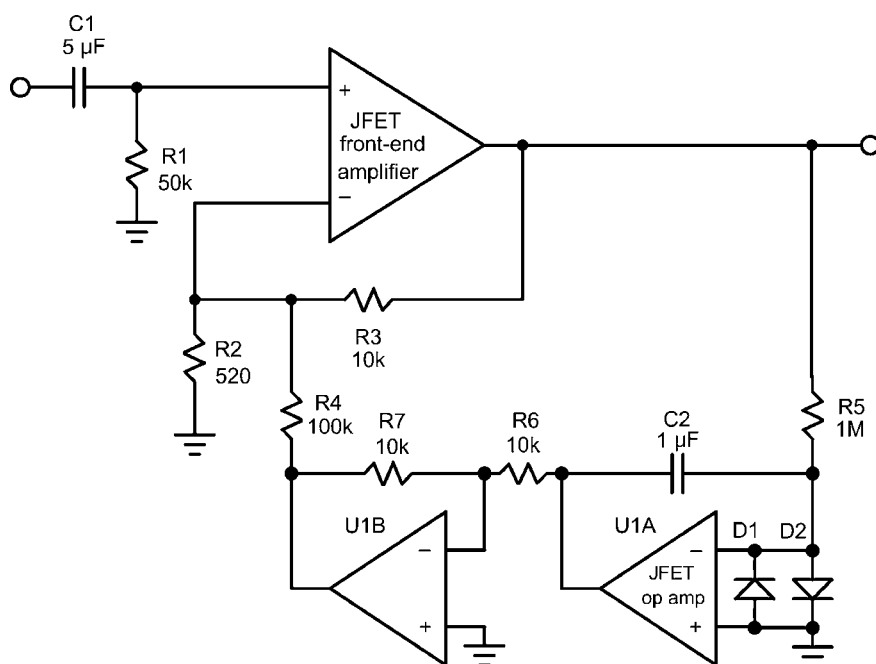 C1
5 µF
+
JFET
front-end
amplifier
−
R1
50k
R3
10k
R2
520
R4
100k
R7
10k
R6
10k
C2
1 µF
R5
1M
U1B
−
+
U1A
−
JFET
op amp
+
D1
D2